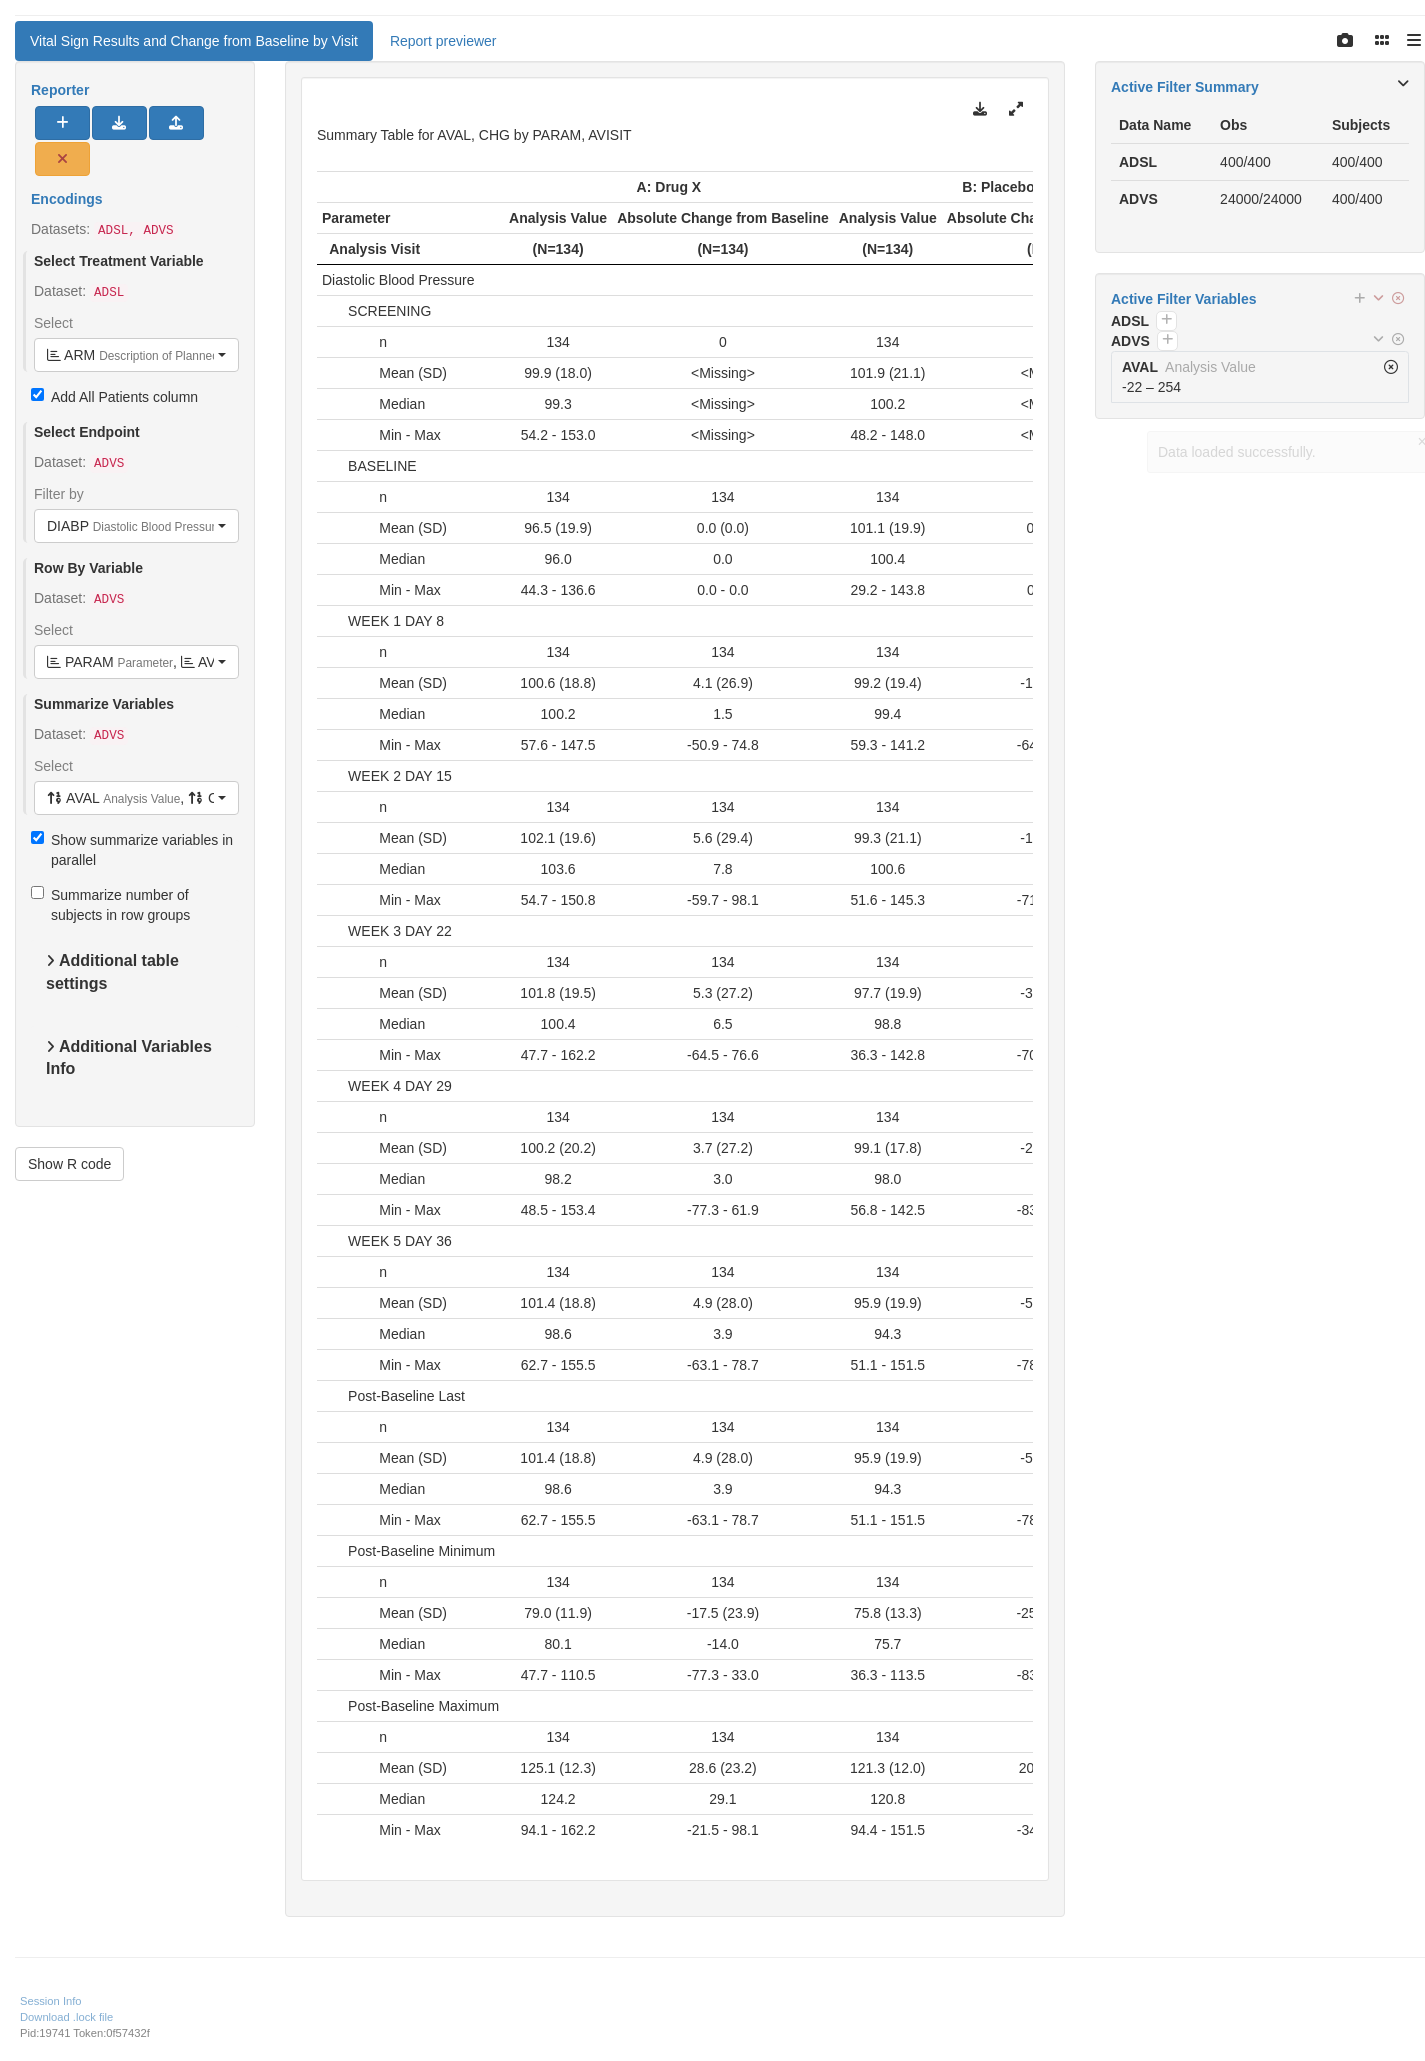 Vital Sign Results and Change from Baseline by Visit
Report previewer
Reporter
Encodings
Datasets: ADSL, ADVS
Select Treatment Variable
Dataset: ADSL
Select
ARM Description of Planned
Add All Patients column
Select Endpoint
Dataset: ADVS
Filter by
DIABP Diastolic Blood Pressur
Row By Variable
Dataset: ADVS
Select
PARAM Parameter, AV
Summarize Variables
Dataset: ADVS
Select
AVAL Analysis Value, C
Show summarize variables in
parallel
Summarize number of
subjects in row groups
Additional table
settings
Additional Variables
Info
Show R code
Summary Table for AVAL, CHG by PARAM, AVISIT
A: Drug X B: Placebo
Parameter Analysis Value Absolute Change from Baseline Analysis Value Absolute Cha
Analysis Visit (N=134) (N=134) (N=134) (
Diastolic Blood Pressure
SCREENING
n 134 0 134
Mean (SD) 99.9 (18.0) <Missing> 101.9 (21.1) <M
Median 99.3 <Missing> 100.2 <M
Min - Max 54.2 - 153.0 <Missing> 48.2 - 148.0 <M
BASELINE
n 134 134 134
Mean (SD) 96.5 (19.9) 0.0 (0.0) 101.1 (19.9) 0
Median 96.0 0.0 100.4
Min - Max 44.3 - 136.6 0.0 - 0.0 29.2 - 143.8 0
WEEK 1 DAY 8
n 134 134 134
Mean (SD) 100.6 (18.8) 4.1 (26.9) 99.2 (19.4) -1
Median 100.2 1.5 99.4
Min - Max 57.6 - 147.5 -50.9 - 74.8 59.3 - 141.2 -64
WEEK 2 DAY 15
n 134 134 134
Mean (SD) 102.1 (19.6) 5.6 (29.4) 99.3 (21.1) -1
Median 103.6 7.8 100.6
Min - Max 54.7 - 150.8 -59.7 - 98.1 51.6 - 145.3 -71
WEEK 3 DAY 22
n 134 134 134
Mean (SD) 101.8 (19.5) 5.3 (27.2) 97.7 (19.9) -3
Median 100.4 6.5 98.8
Min - Max 47.7 - 162.2 -64.5 - 76.6 36.3 - 142.8 -70
WEEK 4 DAY 29
n 134 134 134
Mean (SD) 100.2 (20.2) 3.7 (27.2) 99.1 (17.8) -2
Median 98.2 3.0 98.0
Min - Max 48.5 - 153.4 -77.3 - 61.9 56.8 - 142.5 -83
WEEK 5 DAY 36
n 134 134 134
Mean (SD) 101.4 (18.8) 4.9 (28.0) 95.9 (19.9) -5
Median 98.6 3.9 94.3
Min - Max 62.7 - 155.5 -63.1 - 78.7 51.1 - 151.5 -78
Post-Baseline Last
n 134 134 134
Mean (SD) 101.4 (18.8) 4.9 (28.0) 95.9 (19.9) -5
Median 98.6 3.9 94.3
Min - Max 62.7 - 155.5 -63.1 - 78.7 51.1 - 151.5 -78
Post-Baseline Minimum
n 134 134 134
Mean (SD) 79.0 (11.9) -17.5 (23.9) 75.8 (13.3) -25
Median 80.1 -14.0 75.7
Min - Max 47.7 - 110.5 -77.3 - 33.0 36.3 - 113.5 -83
Post-Baseline Maximum
n 134 134 134
Mean (SD) 125.1 (12.3) 28.6 (23.2) 121.3 (12.0) 20
Median 124.2 29.1 120.8
Min - Max 94.1 - 162.2 -21.5 - 98.1 94.4 - 151.5 -34
Active Filter Summary
Data Name Obs Subjects
ADSL 400/400 400/400
ADVS 24000/24000 400/400
Active Filter Variables
ADSL
ADVS
AVAL Analysis Value
-22 – 254
Data loaded successfully.
Session Info
Download .lock file
Pid:19741 Token:0f57432f